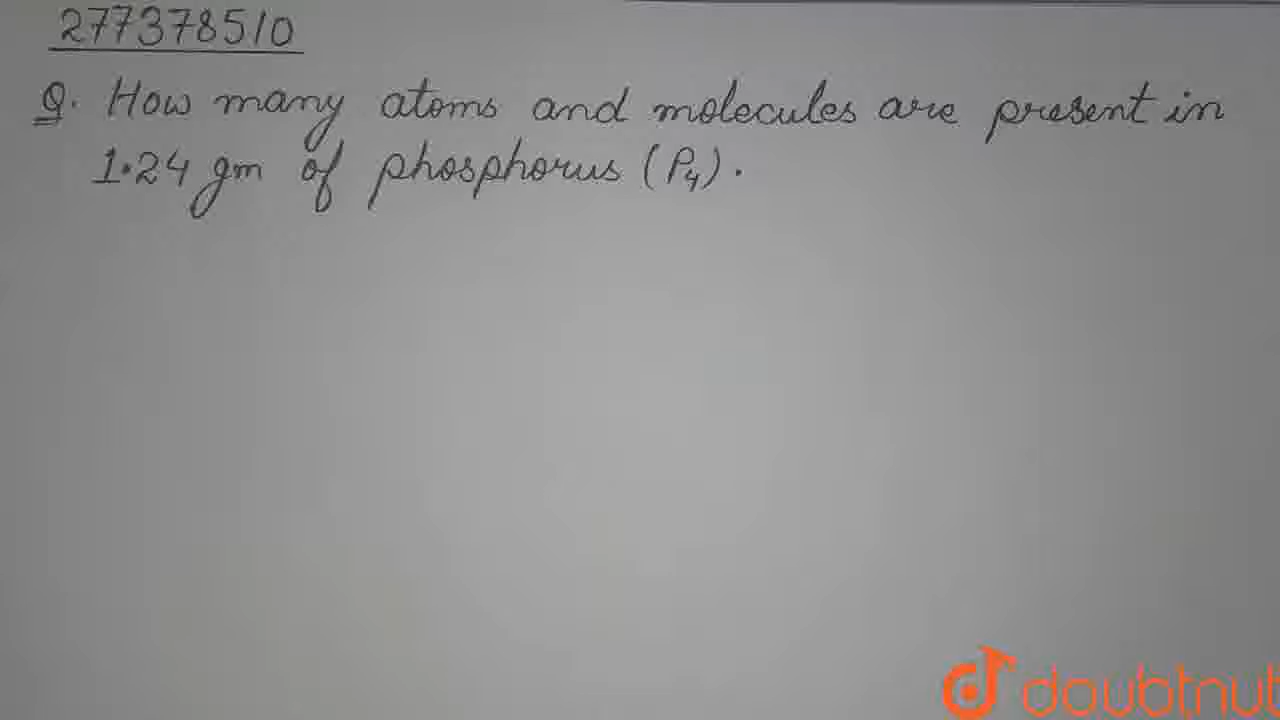 277378510
Q. How many atoms and molecules are present in
1.24 gm of phosphorus (P₄).
doubtnut